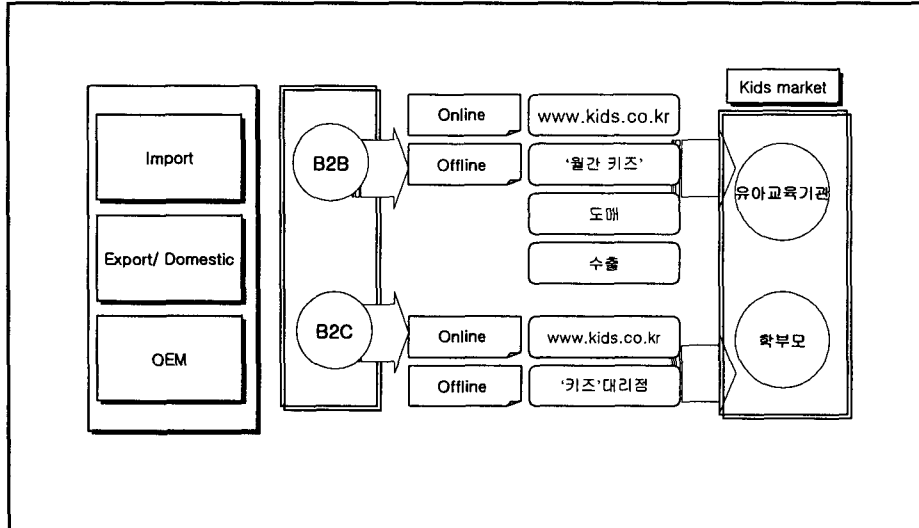 Kids market
Import
Export/ Domestic
OEM
B2B
Online
www.kids.co.kr
Offline
'월간 키즈'
도매
수출
유아교육기관
B2C
Online
www.kids.co.kr
Offline
'키즈'대리점
학부모